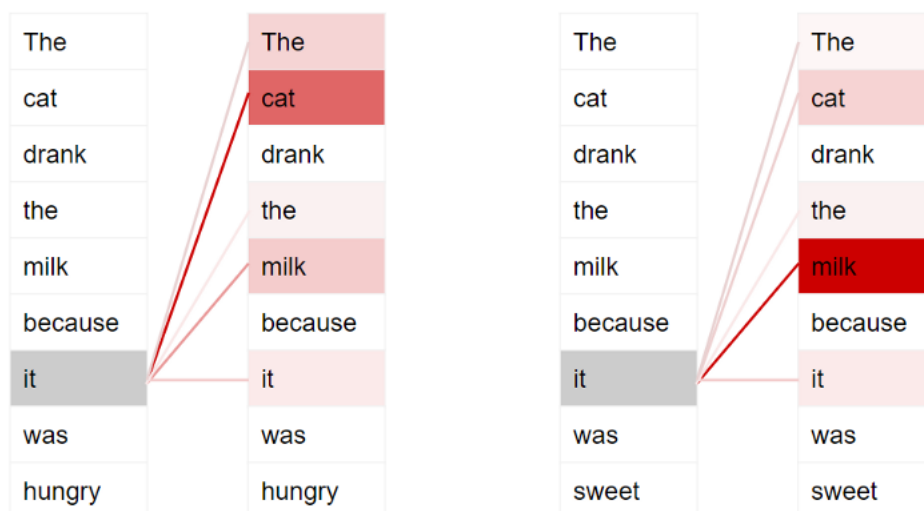 The The The The
cat cat cat cat
drank drank drank drank
the the the the
milk milk milk milk
because because because because
it it it it
was was was was
hungry hungry sweet sweet